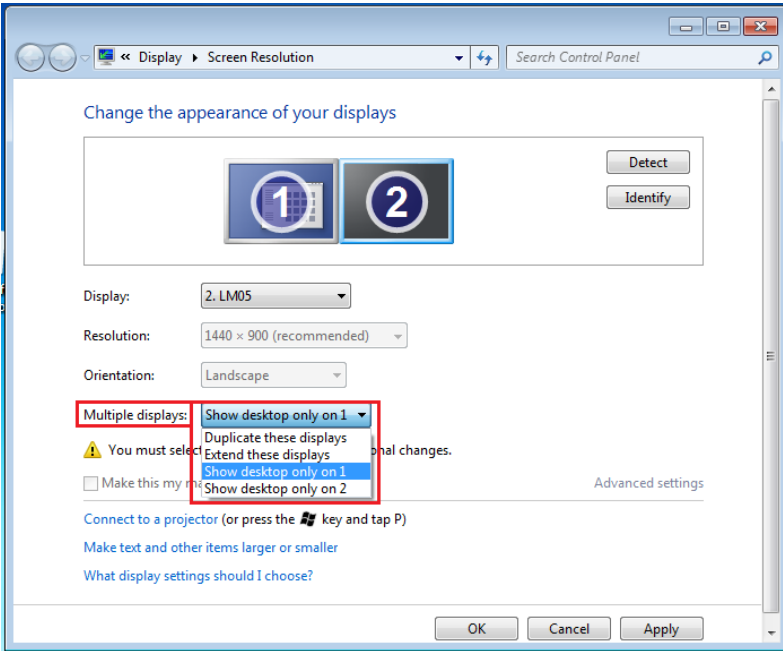 « Display ▸ Screen Resolution
Search Control Panel
Change the appearance of your displays
1
2
Detect
Identify
Display: 2. LM05
Resolution: 1440 × 900 (recommended)
Orientation: Landscape
Multiple displays: Show desktop only on 1
Duplicate these displays
You must selec onal changes.
Extend these displays
Show desktop only on 1
Make this my m Advanced settings
Show desktop only on 2
Connect to a projector (or press the key and tap P)
Make text and other items larger or smaller
What display settings should I choose?
OK Cancel Apply